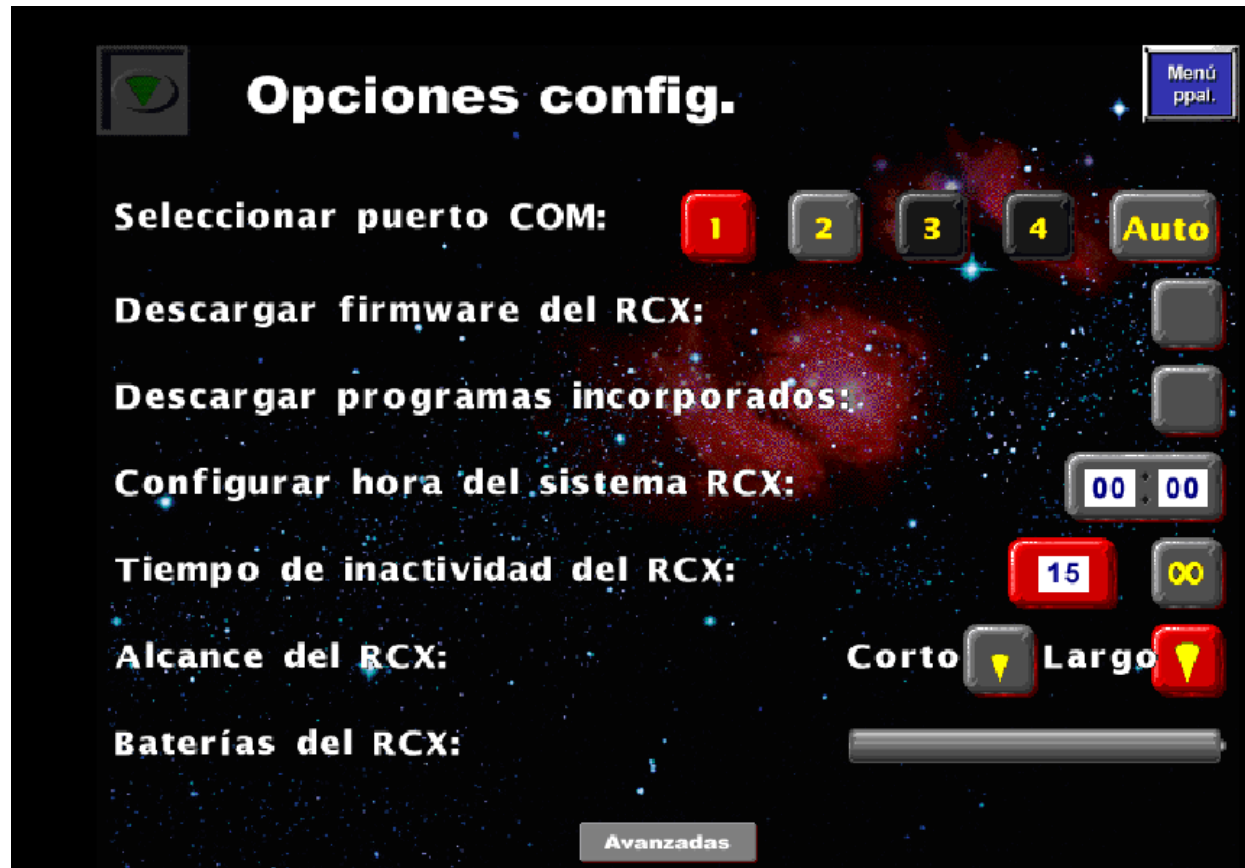 Opciones config.
Menú
ppal.
Seleccionar puerto COM: 1 2 3 4 Auto
Descargar firmware del RCX:
Descargar programas incorporados:
Configurar hora del sistema RCX: 00 : 00
Tiempo de inactividad del RCX: 15 ∞
Alcance del RCX: Corto Largo
Baterías del RCX:
Avanzadas